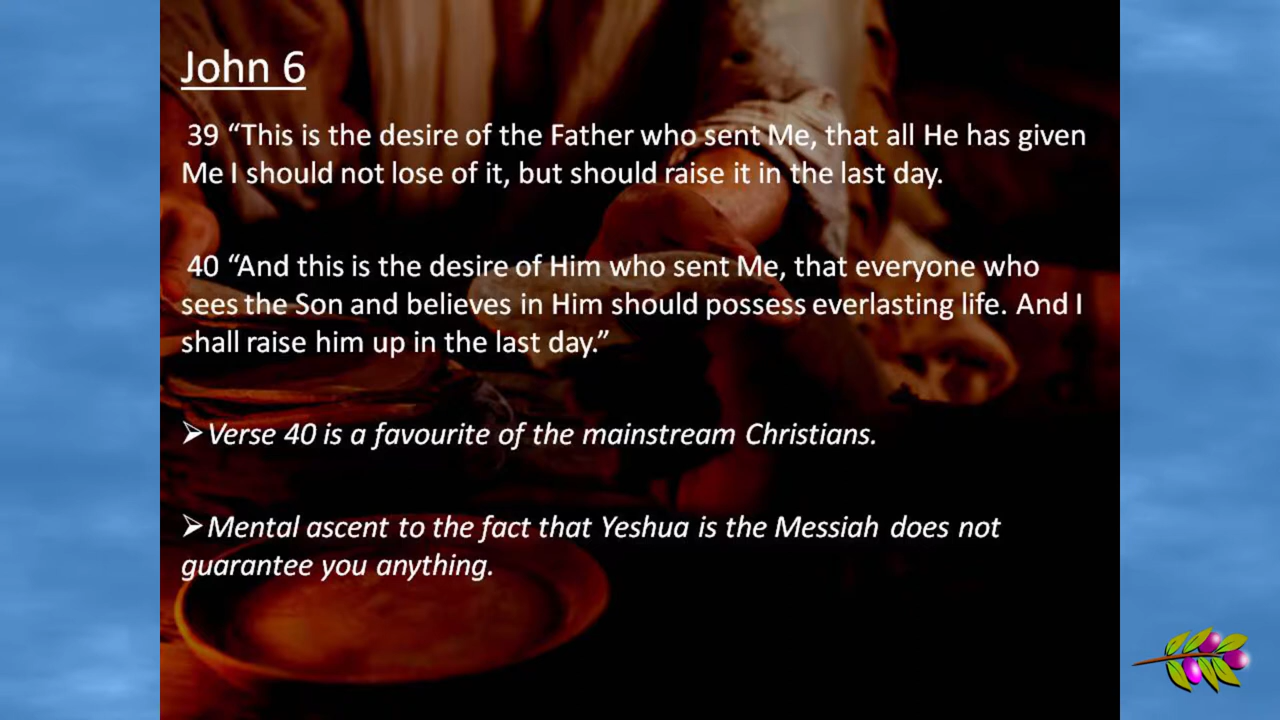 John 6
39 “This is the desire of the Father who sent Me, that all He has given
Me I should not lose of it, but should raise it in the last day.
40 “And this is the desire of Him who sent Me, that everyone who
sees the Son and believes in Him should possess everlasting life. And I
shall raise him up in the last day.”
➢Verse 40 is a favourite of the mainstream Christians.
➢Mental ascent to the fact that Yeshua is the Messiah does not
guarantee you anything.